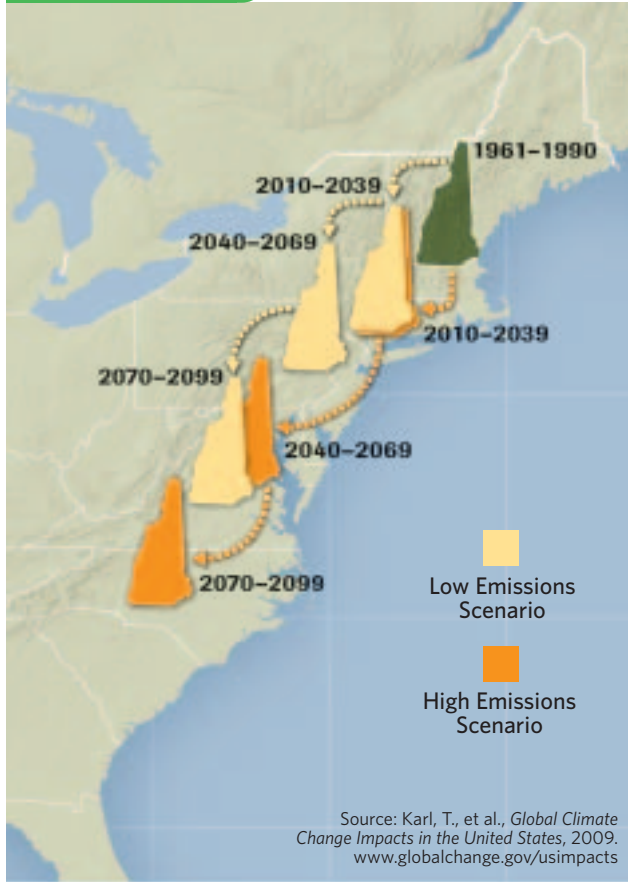 1961–1990
2010–2039
2040–2069
2010–2039
2070–2099
2040–2069
2070–2099
Low Emissions
Scenario
High Emissions
Scenario
Source: Karl, T., et al., Global Climate
Change Impacts in the United States, 2009.
www.globalchange.gov/usimpacts